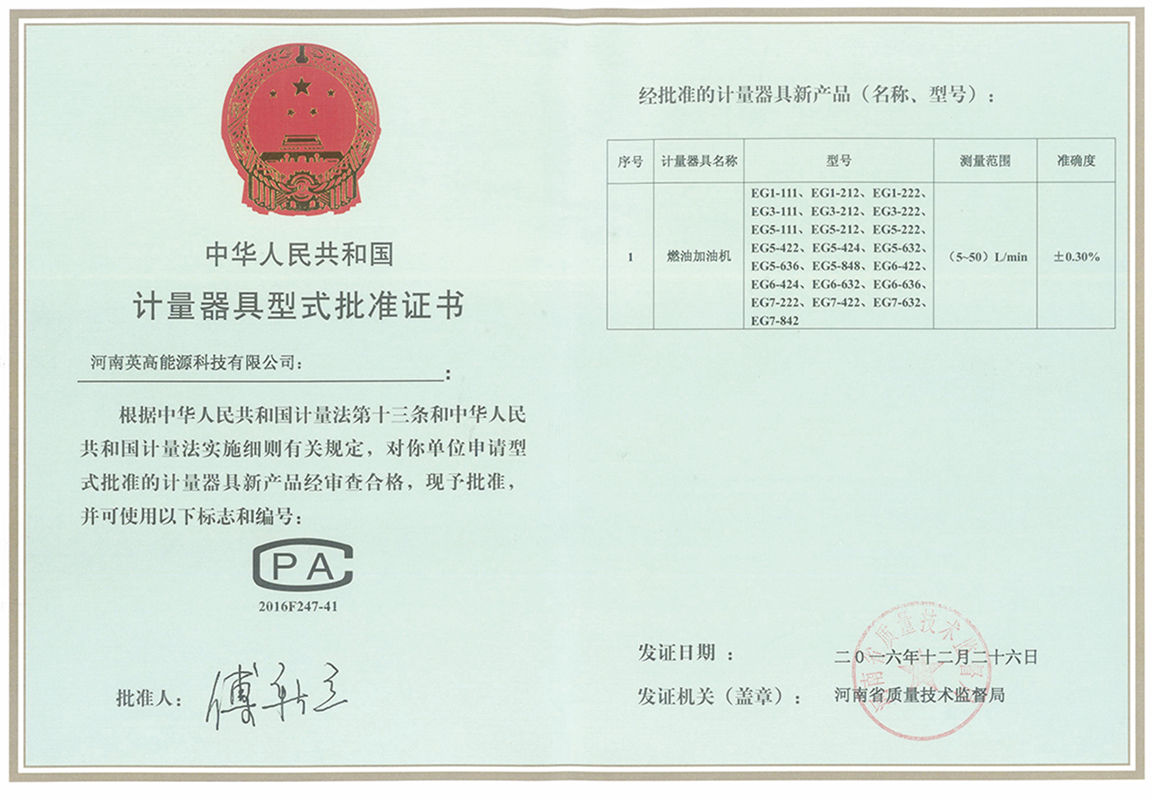 中华人民共和国
计量器具型式批准证书
河南英高能源科技有限公司：
：
根据中华人民共和国计量法第十三条和中华人民
共和国计量法实施细则有关规定，对你单位申请型
式批准的计量器具新产品经审查合格，现予批准，
并可使用以下标志和编号：
CPA
2016F247-41
批准人：
经批准的计量器具新产品（名称、型号）：
序号 计量器具名称 型号 测量范围 准确度
EG1-111、EG1-212、EG1-222、
EG3-111、EG3-212、EG3-222、
EG5-111、EG5-212、EG5-222、
EG5-422、EG5-424、EG5-632、
1 燃油加油机 EG5-636、EG5-848、EG6-422、 （5~50）L/min ±0.30%
EG6-424、EG6-632、EG6-636、
EG7-222、EG7-422、EG7-632、
EG7-842
发证日期 ： 二0一六年十二月二十六日
发证机关（盖章）： 河南省质量技术监督局